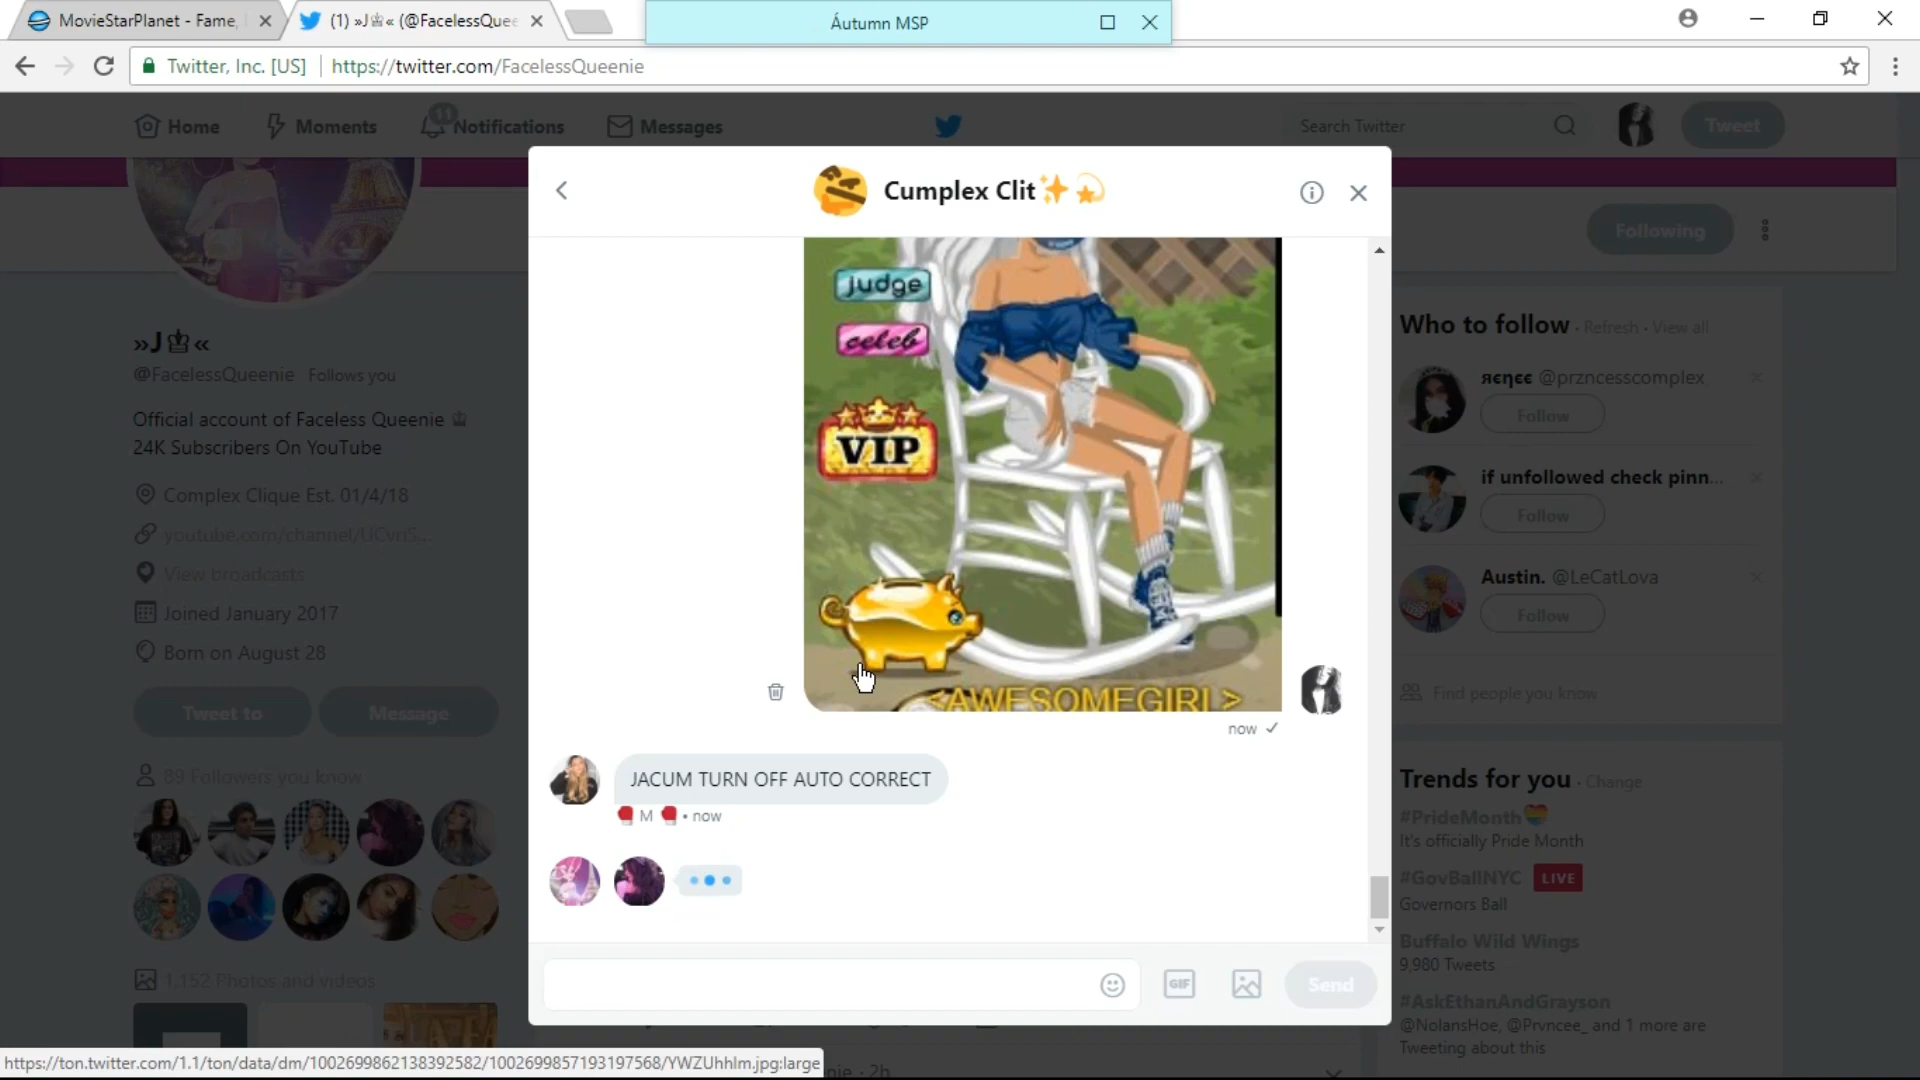 MovieStarPlanet - Fame,
(1) »J♔« (@FacelessQuee
Áutumn MSP
Twitter, Inc. [US]
https://twitter.com/FacelessQueenie
Home
Moments
11
Notifications
Messages
Search Twitter
Tweet
Cumplex Clit✨💫
Following
judge
celeb
VIP
<AWESOMEGIRL>
now ✓
JACUM TURN OFF AUTO CORRECT
🥊 M 🥊 • now
GIF
Send
»J♔«
@FacelessQueenie Follows you
Official account of Faceless Queenie ♔
24K Subscribers On YouTube
Complex Clique Est. 01/4/18
View broadcasts
Joined January 2017
Born on August 28
Tweet to
Message
89 Followers you know
1,152 Photos and videos
Who to follow · Refresh · View all
яєηєє @przncesscomplex
Follow
if unfollowed check pinn...
Follow
Austin. @LeCatLova
Follow
Find people you know
Trends for you · Change
#PrideMonth
It's officially Pride Month
#GovBallNYC LIVE
Governors Ball
Buffalo Wild Wings
9,980 Tweets
#AskEthanAndGrayson
@NolansHoe, @Prvncee_ and 1 more are
Tweeting about this
https://ton.twitter.com/1.1/ton/data/dm/1002699862138392582/1002699857193197568/YWZUhhlm.jpg:large
nie · 2h